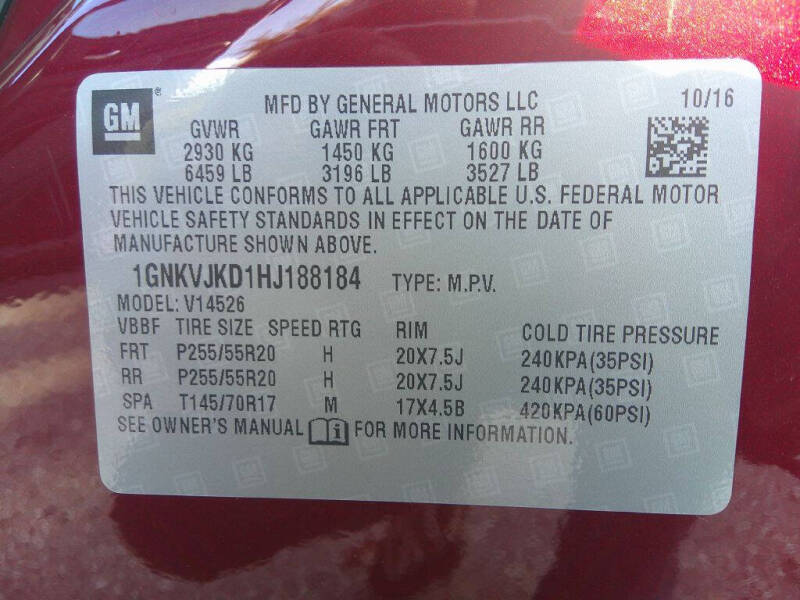 GM ® MFD BY GENERAL MOTORS LLC 10/16
GVWR GAWR FRT GAWR RR
2930 KG 1450 KG 1600 KG
6459 LB 3196 LB 3527 LB
THIS VEHICLE CONFORMS TO ALL APPLICABLE U.S. FEDERAL MOTOR
VEHICLE SAFETY STANDARDS IN EFFECT ON THE DATE OF
MANUFACTURE SHOWN ABOVE.
1GNKVJKD1HJ188184 TYPE: M.P.V.
MODEL: V14526
VBBF TIRE SIZE SPEED RTG RIM COLD TIRE PRESSURE
FRT P255/55R20 H 20X7.5J 240KPA(35PSI)
RR P255/55R20 H 20X7.5J 240KPA(35PSI)
SPA T145/70R17 M 17X4.5B 420KPA(60PSI)
SEE OWNER'S MANUAL i FOR MORE INFORMATION.